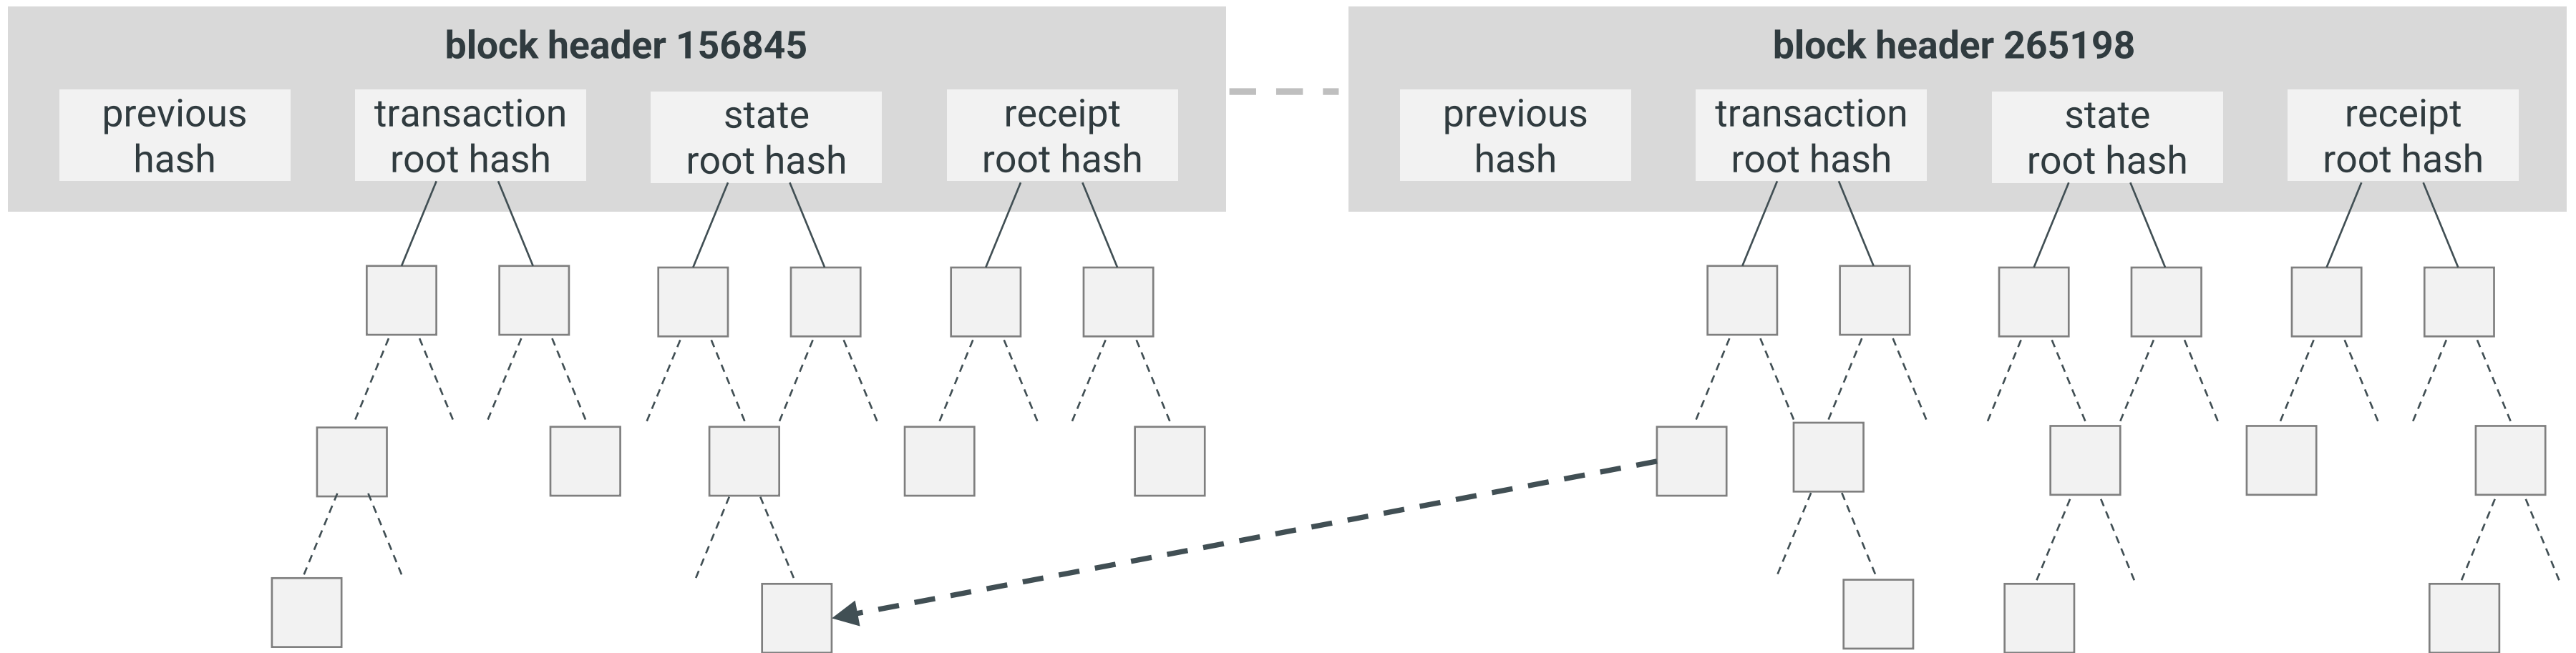 block header 156845
previous
hash
transaction
root hash
state
root hash
receipt
root hash
block header 265198
previous
hash
transaction
root hash
state
root hash
receipt
root hash